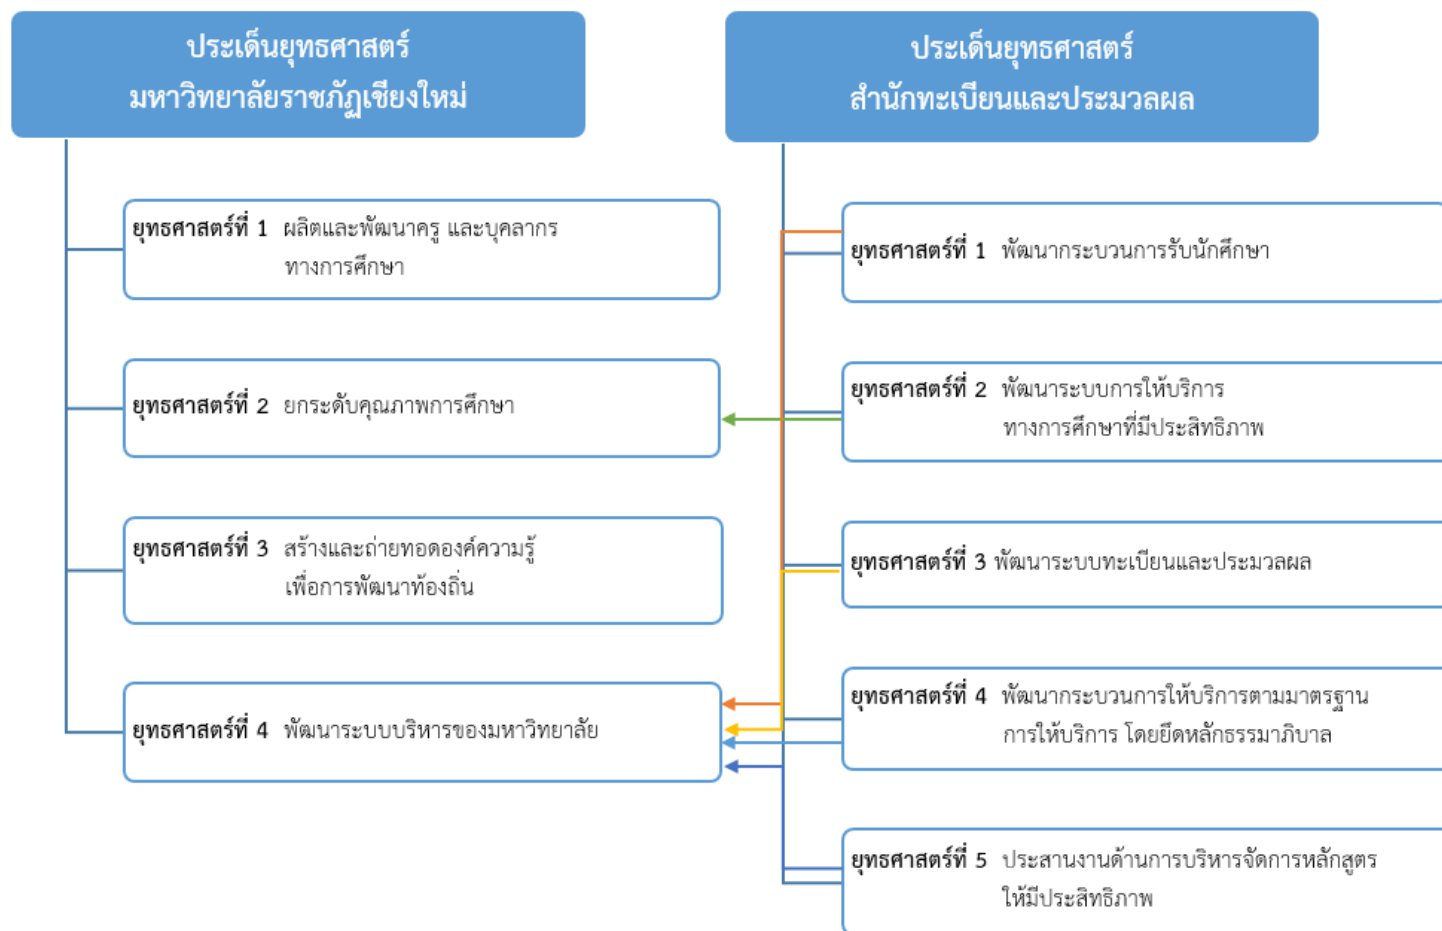 ประเด็นยุทธศาสตร์
มหาวิทยาลัยราชภัฏเชียงใหม่
ยุทธศาสตร์ที่ 1 ผลิตและพัฒนาครู และบุคลากร
ทางการศึกษา
ยุทธศาสตร์ที่ 2 ยกระดับคุณภาพการศึกษา
ยุทธศาสตร์ที่ 3 สร้างและถ่ายทอดองค์ความรู้
เพื่อการพัฒนาท้องถิ่น
ยุทธศาสตร์ที่ 4 พัฒนาระบบบริหารของมหาวิทยาลัย
ประเด็นยุทธศาสตร์
สำนักทะเบียนและประมวลผล
ยุทธศาสตร์ที่ 1 พัฒนากระบวนการรับนักศึกษา
ยุทธศาสตร์ที่ 2 พัฒนาระบบการให้บริการ
ทางการศึกษาที่มีประสิทธิภาพ
ยุทธศาสตร์ที่ 3 พัฒนาระบบทะเบียนและประมวลผล
ยุทธศาสตร์ที่ 4 พัฒนากระบวนการให้บริการตามมาตรฐาน
การให้บริการ โดยยึดหลักธรรมาภิบาล
ยุทธศาสตร์ที่ 5 ประสานงานด้านการบริหารจัดการหลักสูตร
ให้มีประสิทธิภาพ